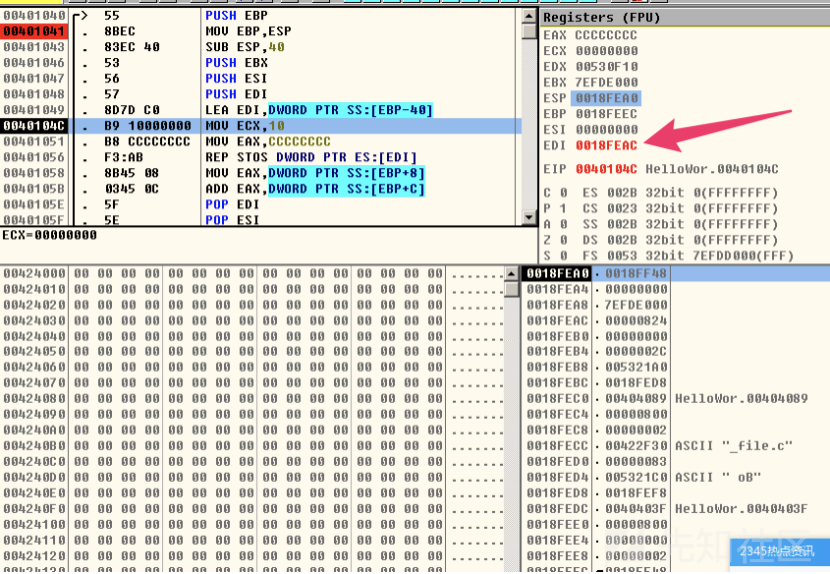 00401040 55 PUSH EBP
00401041 . 8BEC MOV EBP,ESP
00401043 . 83EC 40 SUB ESP,40
00401046 . 53 PUSH EBX
00401047 . 56 PUSH ESI
00401048 . 57 PUSH EDI
00401049 . 8D7D C0 LEA EDI,DWORD PTR SS:[EBP-40]
0040104C . B9 10000000 MOV ECX,10
00401051 . B8 CCCCCCCC MOV EAX,CCCCCCCC
00401056 . F3:AB REP STOS DWORD PTR ES:[EDI]
00401058 . 8B45 08 MOV EAX,DWORD PTR SS:[EBP+8]
0040105B . 0345 0C ADD EAX,DWORD PTR SS:[EBP+C]
0040105E . 5F POP EDI
0040105F . 5E POP ESI
ECX=00000000
Registers (FPU)
EAX CCCCCCCC
ECX 00000000
EDX 00530F10
EBX 7EFDE000
ESP 0018FEA0
EBP 0018FEEC
ESI 00000000
EDI 0018FEAC
EIP 0040104C HelloWor.0040104C
C 0 ES 002B 32bit 0(FFFFFFFF)
P 1 CS 0023 32bit 0(FFFFFFFF)
A 0 SS 002B 32bit 0(FFFFFFFF)
Z 0 DS 002B 32bit 0(FFFFFFFF)
S 0 FS 0053 32bit 7EFDD000(FFF)
00424000 00 00 00 00 00 00 00 00 00 00 00 00 00 00 00 00 .......
00424010 00 00 00 00 00 00 00 00 00 00 00 00 00 00 00 00 .......
00424020 00 00 00 00 00 00 00 00 00 00 00 00 00 00 00 00 .......
00424030 00 00 00 00 00 00 00 00 00 00 00 00 00 00 00 00 .......
00424040 00 00 00 00 00 00 00 00 00 00 00 00 00 00 00 00 .......
00424050 00 00 00 00 00 00 00 00 00 00 00 00 00 00 00 00 .......
00424060 00 00 00 00 00 00 00 00 00 00 00 00 00 00 00 00 .......
00424070 00 00 00 00 00 00 00 00 00 00 00 00 00 00 00 00 .......
00424080 00 00 00 00 00 00 00 00 00 00 00 00 00 00 00 00 .......
00424090 00 00 00 00 00 00 00 00 00 00 00 00 00 00 00 00 .......
004240A0 00 00 00 00 00 00 00 00 00 00 00 00 00 00 00 00 .......
004240B0 00 00 00 00 00 00 00 00 00 00 00 00 00 00 00 00 .......
004240C0 00 00 00 00 00 00 00 00 00 00 00 00 00 00 00 00 .......
004240D0 00 00 00 00 00 00 00 00 00 00 00 00 00 00 00 00 .......
004240E0 00 00 00 00 00 00 00 00 00 00 00 00 00 00 00 00 .......
004240F0 00 00 00 00 00 00 00 00 00 00 00 00 00 00 00 00 .......
00424100 00 00 00 00 00 00 00 00 00 00 00 00 00 00 00 00 .......
00424110 00 00 00 00 00 00 00 00 00 00 00 00 00 00 00 00 .......
00424120 00 00 00 00 00 00 00 00 00 00 00 00 00 00 00 00 .......
0018FEA0 · 0018FF48
0018FEA4 · 00000000
0018FEA8 · 7EFDE000
0018FEAC · 00000824
0018FEB0 · 00000000
0018FEB4 · 0000002C
0018FEB8 · 005321A0
0018FEBC · 0018FED8
0018FEC0 · 00404089 HelloWor.00404089
0018FEC4 · 00000800
0018FEC8 · 00000002
0018FECC · 00422F30 ASCII "_file.c"
0018FED0 · 00000083
0018FED4 · 005321C0 ASCII " oB"
0018FED8 · 0018FEF8
0018FEDC · 0040403F HelloWor.0040403F
0018FEE0 · 00000800
0018FEE4 · 00000000
0018FEE8 · 00000002
先知社区
2345热点资讯